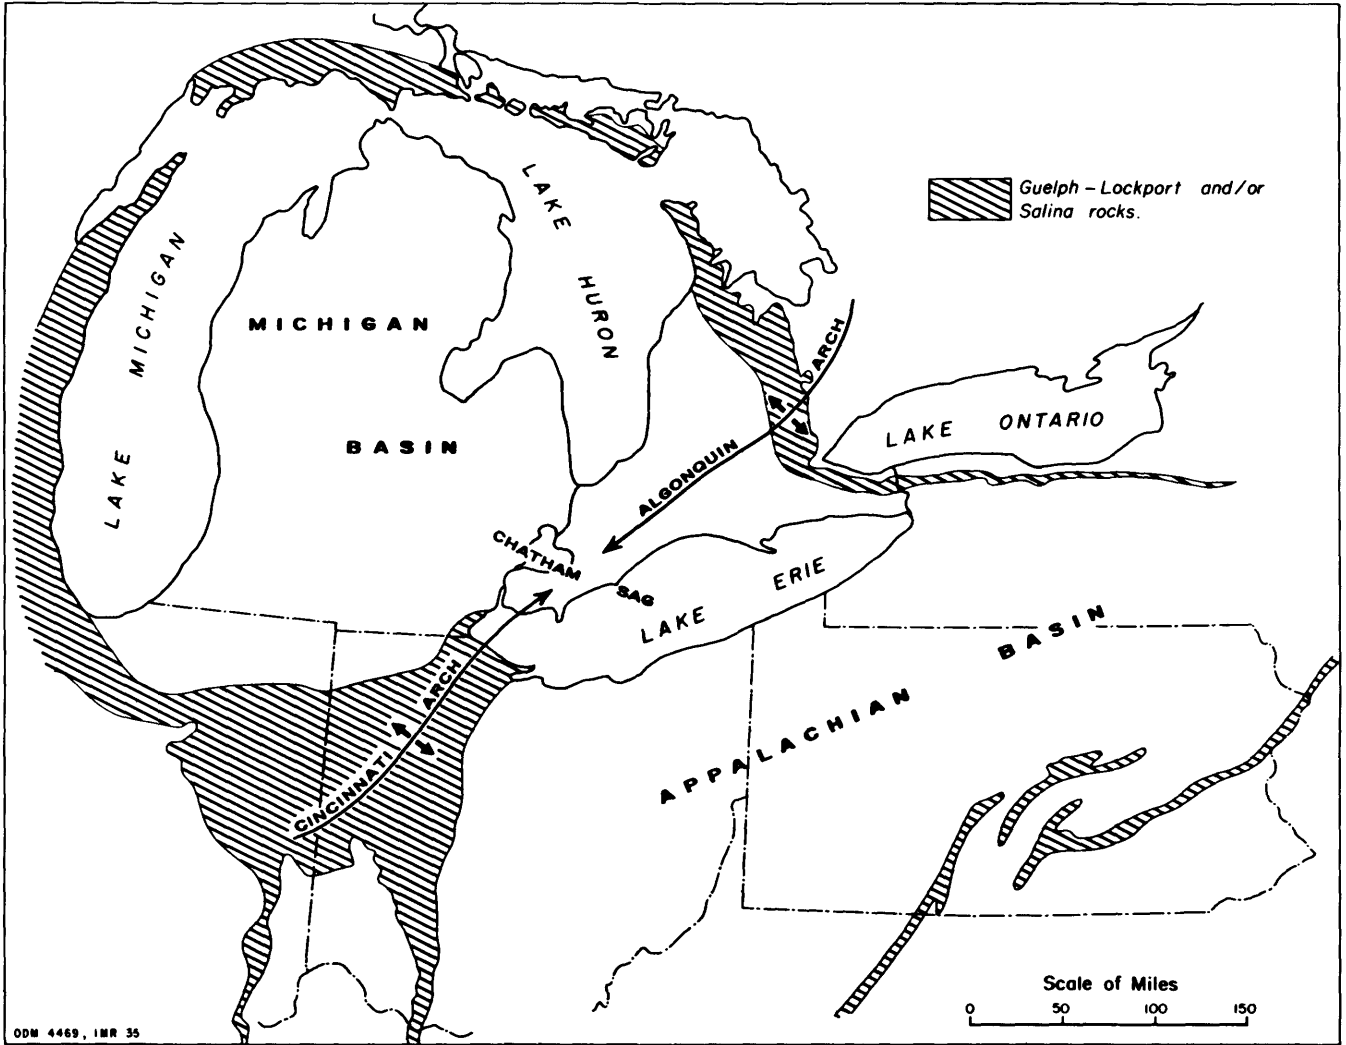 Guelph – Lockport and/or
Salina rocks.
LAKE HURON
LAKE MICHIGAN
MICHIGAN
BASIN
ARCH
ALGONQUIN
LAKE ONTARIO
CHATHAM
SAG
LAKE ERIE
CINCINNATI ARCH
APPALACHIAN BASIN
Scale of Miles
0 50 100 150
ODM 4469, IMR 35